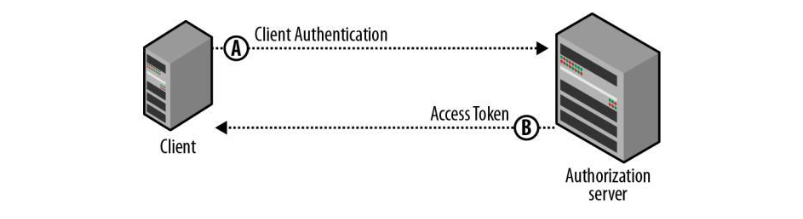 A
Client Authentication
Access Token
B
Client
Authorization
server